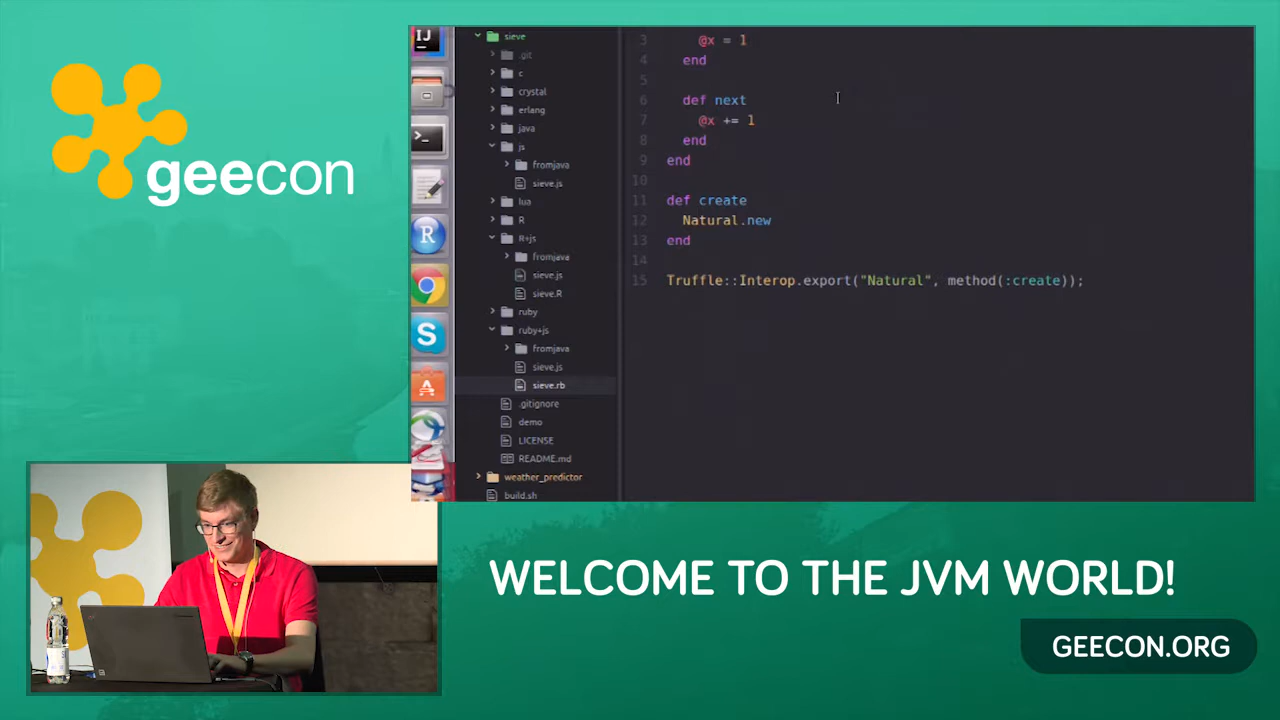 geecon
IJ
>_
R
S
A
sieve
.git
c
crystal
erlang
java
js
fromjava
sieve.js
lua
R
R+js
fromjava
sieve.js
sieve.R
ruby
ruby+js
fromjava
sieve.js
sieve.rb
.gitignore
demo
LICENSE
README.md
weather_predictor
build.sh
3 @x = 1
4 end
5
6 def next
7 @x += 1
8 end
9 end
10
11 def create
12 Natural.new
13 end
14
15 Truffle::Interop.export("Natural", method(:create));
WELCOME TO THE JVM WORLD!
GEECON.ORG